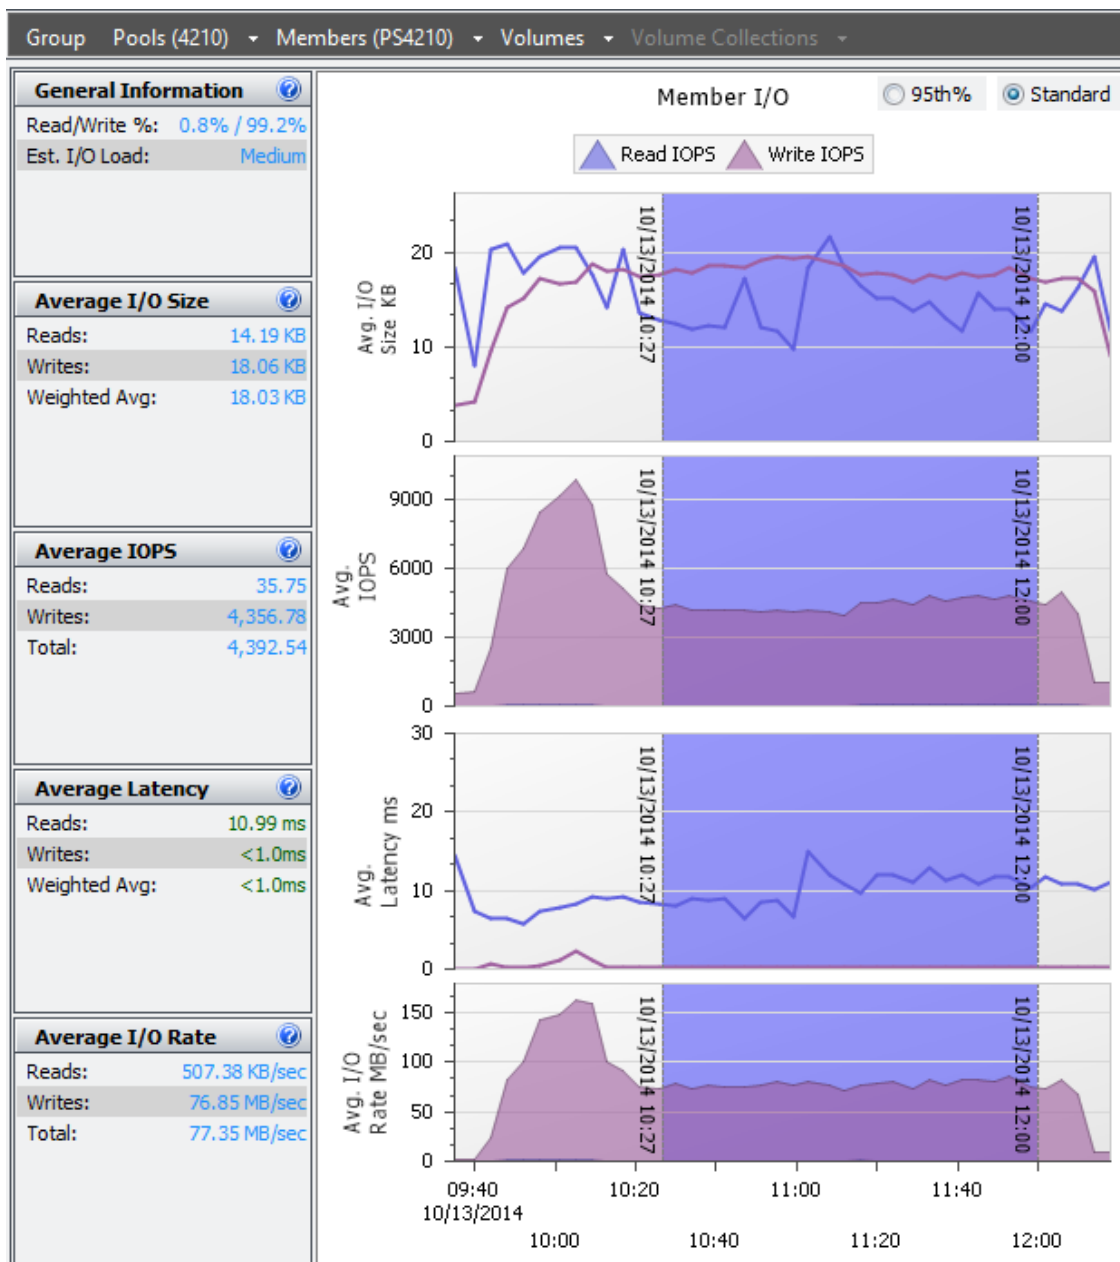 Group Pools (4210) Members (PS4210) Volumes Volume Collections
General Information
Read/Write %: 0.8% / 99.2%
Est. I/O Load: Medium
Average I/O Size
Reads: 14.19 KB
Writes: 18.06 KB
Weighted Avg: 18.03 KB
Average IOPS
Reads: 35.75
Writes: 4,356.78
Total: 4,392.54
Average Latency
Reads: 10.99 ms
Writes: <1.0ms
Weighted Avg: <1.0ms
Average I/O Rate
Reads: 507.38 KB/sec
Writes: 76.85 MB/sec
Total: 77.35 MB/sec
Member I/O 95th% Standard
Read IOPS Write IOPS
Avg. I/O
Size KB
20
10
0
10/13/2014 10:27
10/13/2014 12:00
Avg.
IOPS
9000
6000
3000
0
10/13/2014 10:27
10/13/2014 12:00
Avg.
Latency ms
30
20
10
0
10/13/2014 10:27
10/13/2014 12:00
Avg. I/O
Rate MB/sec
150
100
50
0
10/13/2014 10:27
10/13/2014 12:00
09:40 10:20 11:00 11:40
10/13/2014
10:00 10:40 11:20 12:00